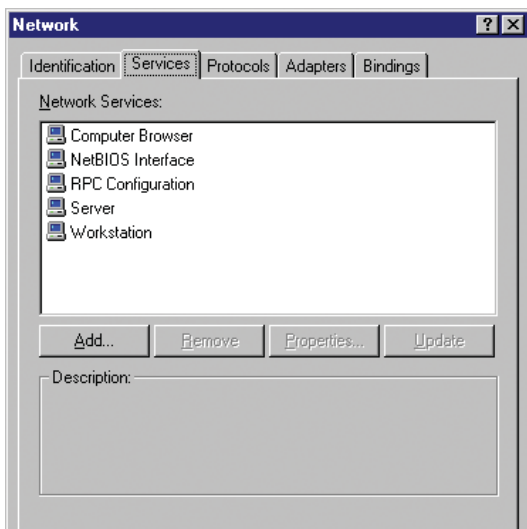 Network
Identification Services Protocols Adapters Bindings
Network Services:
Computer Browser
NetBIOS Interface
RPC Configuration
Server
Workstation
Add... Remove Properties... Update
Description: